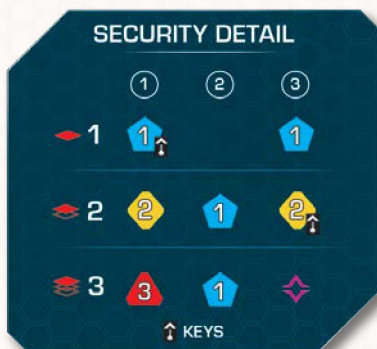 SECURITY DETAIL
1 2 3
1 1 1
2 2 1 2
3 3 1
KEYS